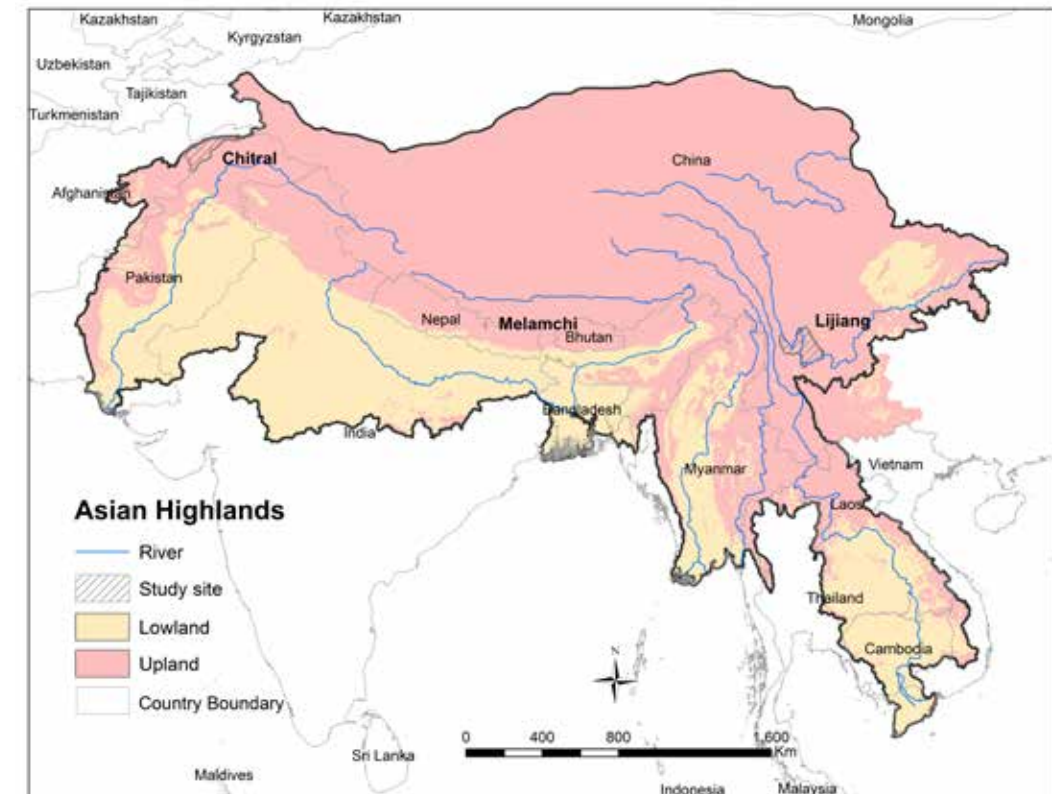 Kazakhstan
Kazakhstan
Mongolia
Kyrgyzstan
Uzbekistan
Tajikistan
Turkmenistan
Chitral
China
Afghanistan
Pakistan
Nepal
Melamchi
Lijiang
Bhutan
Bangladesh
India
Myanmar
Vietnam
Laos
Asian Highlands
River
Study site
Lowland
Upland
Country Boundary
Thailand
Cambodia
N
0 400 800 1,600
Km
Sri Lanka
Maldives
Indonesia
Malaysia